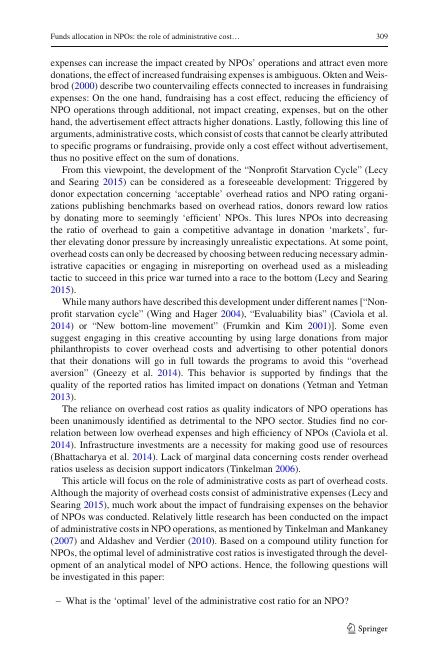 Funds allocation in NPOs: the role of administrative cost… 309
expenses can increase the impact created by NPOs' operations and attract even more
donations, the effect of increased fundraising expenses is ambiguous. Okten and Weis-
brod (2000) describe two countervailing effects connected to increases in fundraising
expenses: On the one hand, fundraising has a cost effect, reducing the efficiency of
NPO operations through additional, not impact creating, expenses, but on the other
hand, the advertisement effect attracts higher donations. Lastly, following this line of
arguments, administrative costs, which consist of costs that cannot be clearly attributed
to specific programs or fundraising, provide only a cost effect without advertisement,
thus no positive effect on the sum of donations.
From this viewpoint, the development of the "Nonprofit Starvation Cycle" (Lecy
and Searing 2015) can be considered as a foreseeable development: Triggered by
donor expectation concerning 'acceptable' overhead ratios and NPO rating organi-
zations publishing benchmarks based on overhead ratios, donors reward low ratios
by donating more to seemingly 'efficient' NPOs. This lures NPOs into decreasing
the ratio of overhead to gain a competitive advantage in donation 'markets', fur-
ther elevating donor pressure by increasingly unrealistic expectations. At some point,
overhead costs can only be decreased by choosing between reducing necessary admin-
istrative capacities or engaging in misreporting on overhead used as a misleading
tactic to succeed in this price war turned into a race to the bottom (Lecy and Searing
2015).
While many authors have described this development under different names ["Non-
profit starvation cycle" (Wing and Hager 2004), "Evaluability bias" (Caviola et al.
2014) or "New bottom-line movement" (Frumkin and Kim 2001)]. Some even
suggest engaging in this creative accounting by using large donations from major
philanthropists to cover overhead costs and advertising to other potential donors
that their donations will go in full towards the programs to avoid this "overhead
aversion" (Gneezy et al. 2014). This behavior is supported by findings that the
quality of the reported ratios has limited impact on donations (Yetman and Yetman
2013).
The reliance on overhead cost ratios as quality indicators of NPO operations has
been unanimously identified as detrimental to the NPO sector. Studies find no cor-
relation between low overhead expenses and high efficiency of NPOs (Caviola et al.
2014). Infrastructure investments are a necessity for making good use of resources
(Bhattacharya et al. 2014). Lack of marginal data concerning costs render overhead
ratios useless as decision support indicators (Tinkelman 2006).
This article will focus on the role of administrative costs as part of overhead costs.
Although the majority of overhead costs consist of administrative expenses (Lecy and
Searing 2015), much work about the impact of fundraising expenses on the behavior
of NPOs was conducted. Relatively little research has been conducted on the impact
of administrative costs in NPO operations, as mentioned by Tinkelman and Mankaney
(2007) and Aldashev and Verdier (2010). Based on a compound utility function for
NPOs, the optimal level of administrative cost ratios is investigated through the devel-
opment of an analytical model of NPO actions. Hence, the following questions will
be investigated in this paper:
– What is the 'optimal' level of the administrative cost ratio for an NPO?
Springer